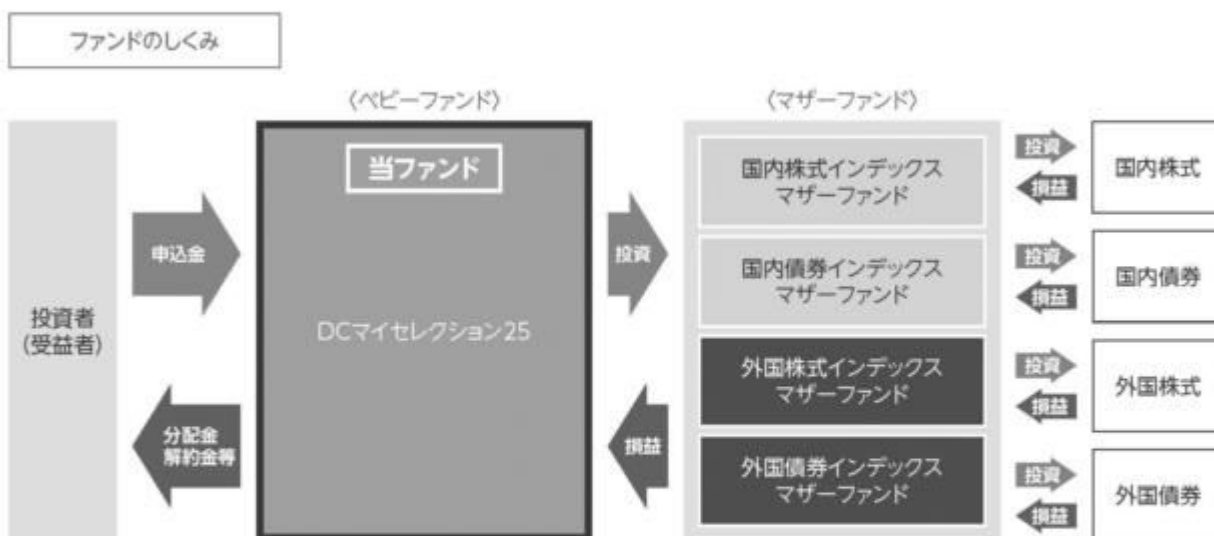 ファンドのしくみ
〈ベビーファンド〉
〈マザーファンド〉
投資者
(受益者)
申込金
分配金
解約金等
当ファンド
DCマイセレクション25
投資
損益
国内株式インデックス
マザーファンド
国内債券インデックス
マザーファンド
外国株式インデックス
マザーファンド
外国債券インデックス
マザーファンド
投資
損益
国内株式
投資
損益
国内債券
投資
損益
外国株式
投資
損益
外国債券